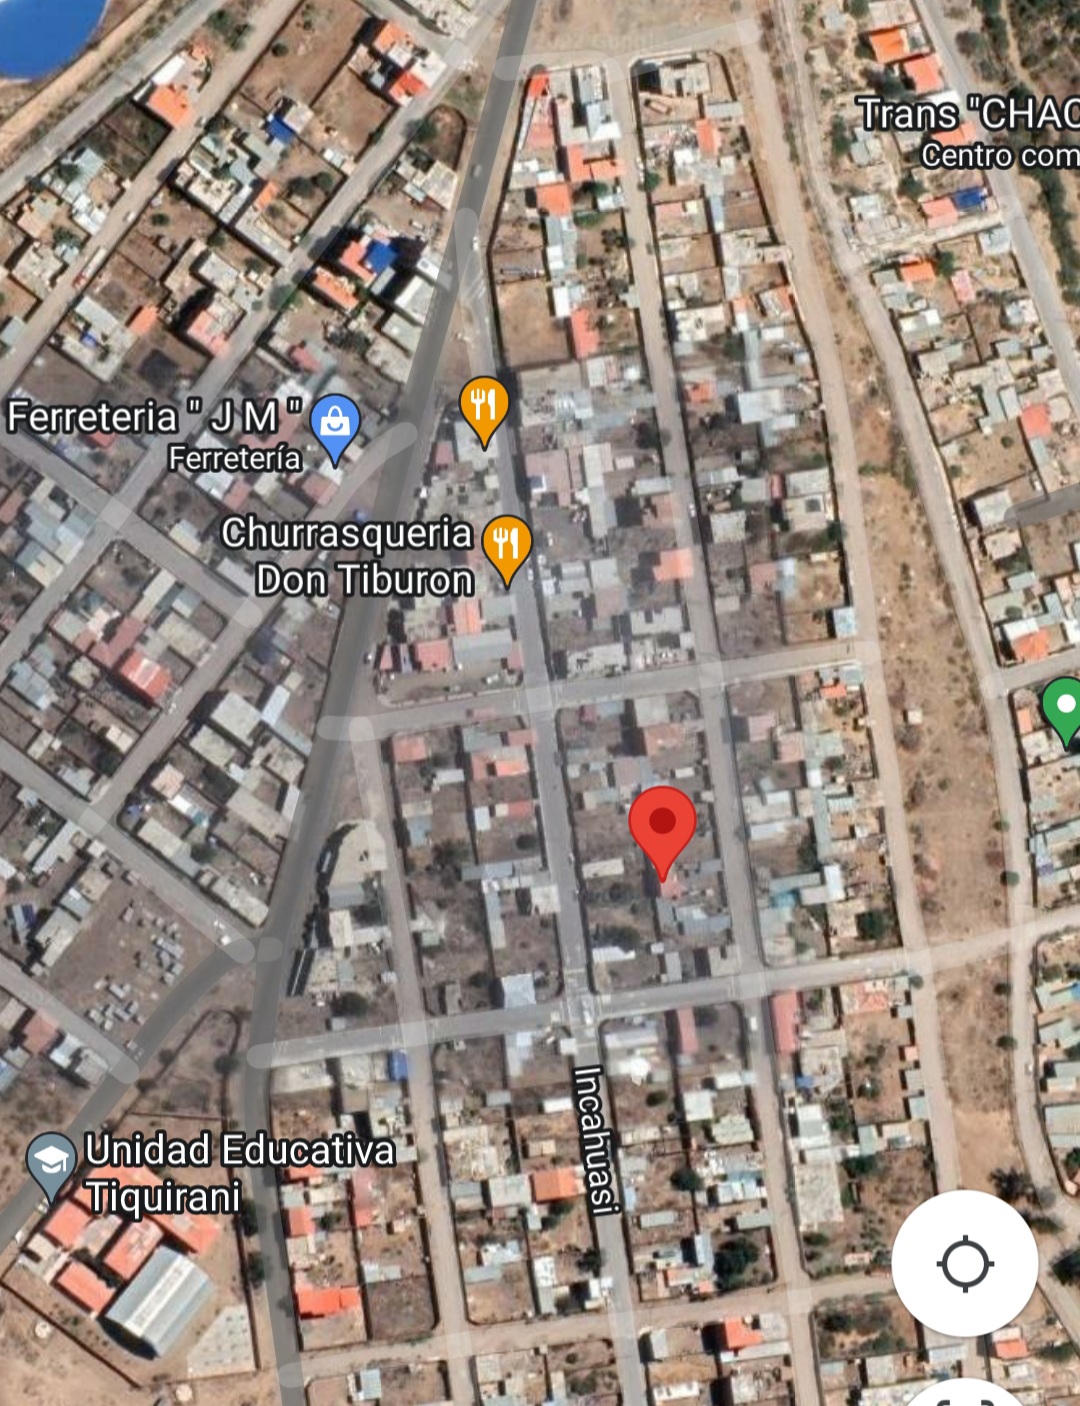 Trans "CHAC
Centro com
Ferreteria " J M "
Ferretería
Churrasqueria
Don Tiburon
Incahuasi
Unidad Educativa
Tiquirani